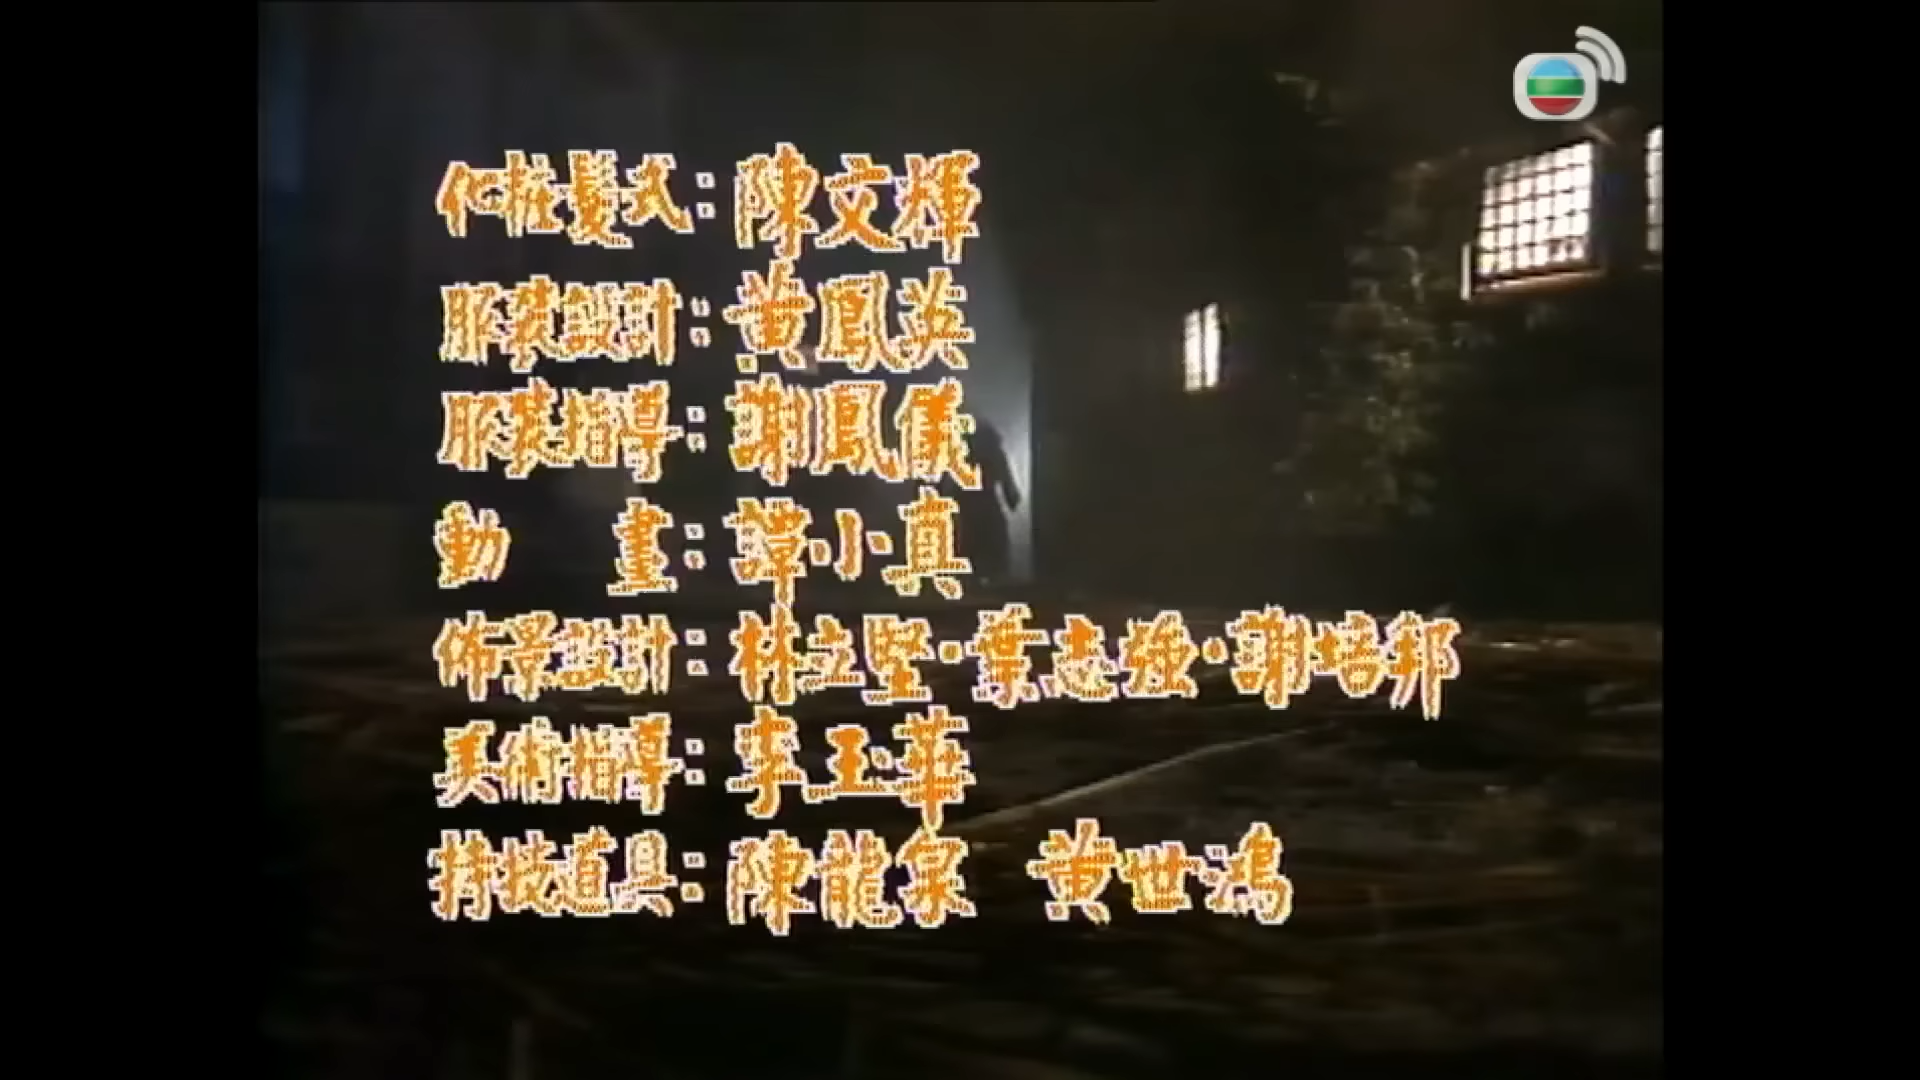 化粧髮式：陳文輝
服裝設計：黃鳳英
服裝指導：謝鳳儀
動　畫：譚小真
佈景設計：林立堅·葉志強·謝培邦
美術指導：李玉華
特技道具：陳龍泉　黃世鴻